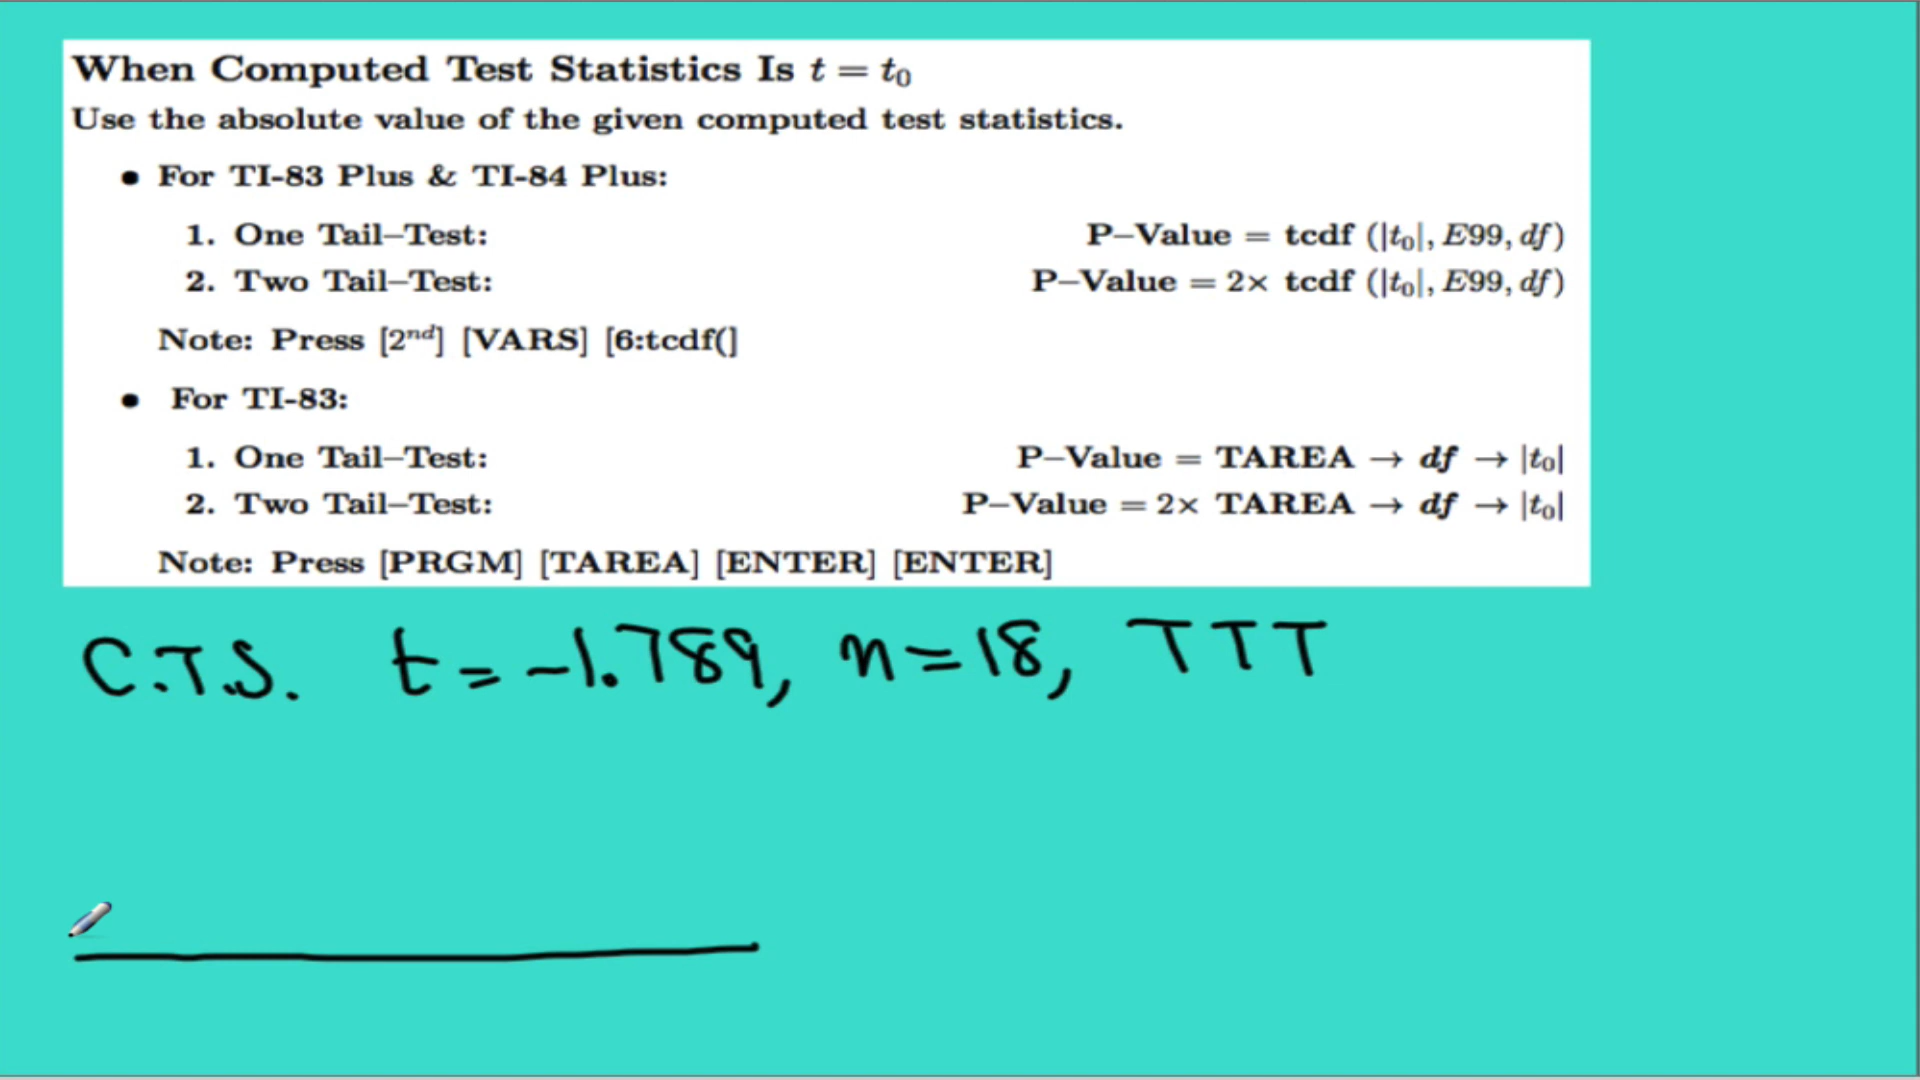 When Computed Test Statistics Is t = t₀
Use the absolute value of the given computed test statistics.
• For TI-83 Plus & TI-84 Plus:
1. One Tail–Test: P–Value = tcdf (|t₀|, E99, df)
2. Two Tail–Test: P–Value = 2× tcdf (|t₀|, E99, df)
Note: Press [2ⁿᵈ] [VARS] [6:tcdf(]
• For TI-83:
1. One Tail–Test: P–Value = TAREA → df → |t₀|
2. Two Tail–Test: P–Value = 2× TAREA → df → |t₀|
Note: Press [PRGM] [TAREA] [ENTER] [ENTER]
C.T.S. t = -1.789, n = 18, TTT